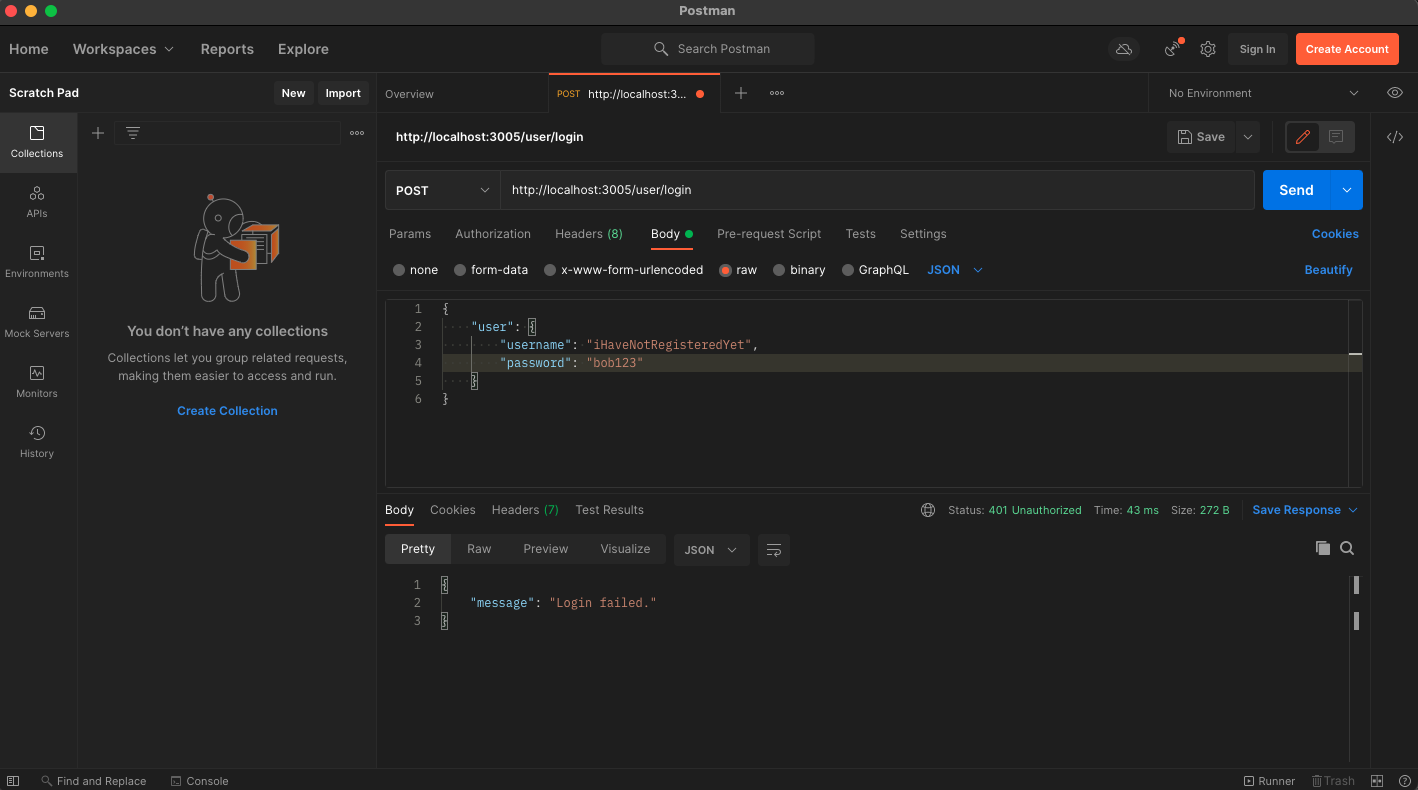 Postman
Home Workspaces Reports Explore Search Postman Sign In Create Account
Scratch Pad New Import Overview POST http://localhost:3... No Environment
Collections
APIs
Environments
Mock Servers
Monitors
History
You don't have any collections
Collections let you group related requests,
making them easier to access and run.
Create Collection
http://localhost:3005/user/login Save
POST http://localhost:3005/user/login Send
Params Authorization Headers (8) Body Pre-request Script Tests Settings Cookies
none form-data x-www-form-urlencoded raw binary GraphQL JSON Beautify
1 {
2 "user": {
3 "username": "iHaveNotRegisteredYet",
4 "password": "bob123"
5 }
6 }
Body Cookies Headers (7) Test Results Status: 401 Unauthorized Time: 43 ms Size: 272 B Save Response
Pretty Raw Preview Visualize JSON
1 {
2 "message": "Login failed."
3 }
Find and Replace Console Runner Trash